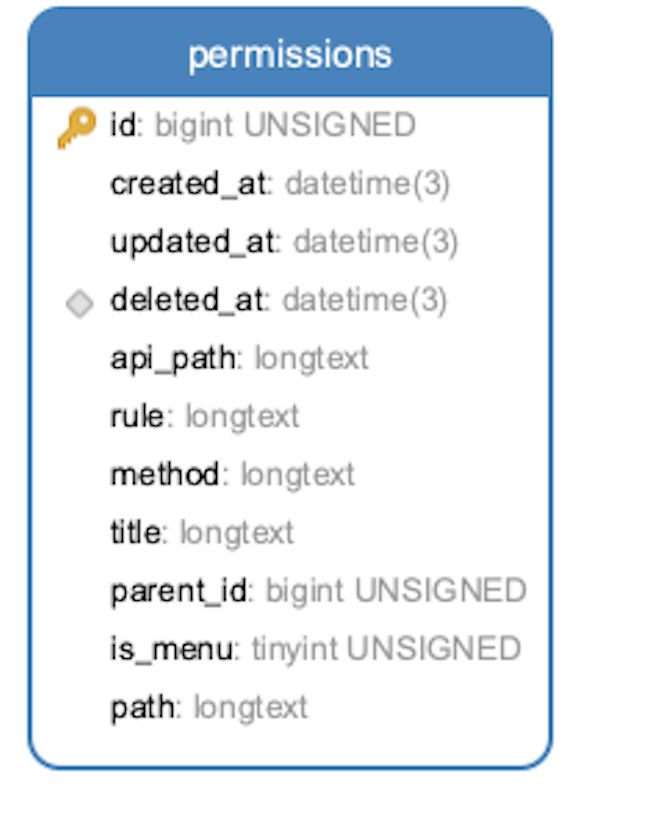 permissions
id: bigint UNSIGNED
created_at: datetime(3)
updated_at: datetime(3)
deleted_at: datetime(3)
api_path: longtext
rule: longtext
method: longtext
title: longtext
parent_id: bigint UNSIGNED
is_menu: tinyint UNSIGNED
path: longtext